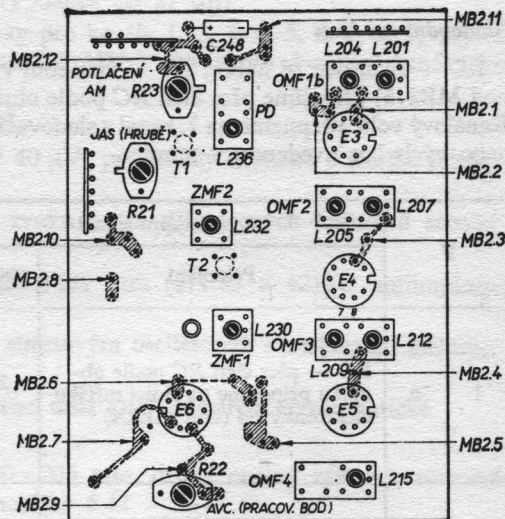 MB2.11
C248
L204 L201
MB2.12
POTLAČENÍ
AM
R23
PD
OMF1b
MB2.1
E3
JAS (HRUBĚ)
T1
L236
MB2.2
R21
ZMF2
L232
OMF2
L207
L205
MB2.10
MB2.3
T2
MB2.8
E4
7 8
L230
ZMF1
OMF3
L212
L209
MB2.6
MB2.4
E6
E5
MB2.7
MB2.5
R22
MB2.9
OMF4
L215
AVC. (PRACOV. BOD)